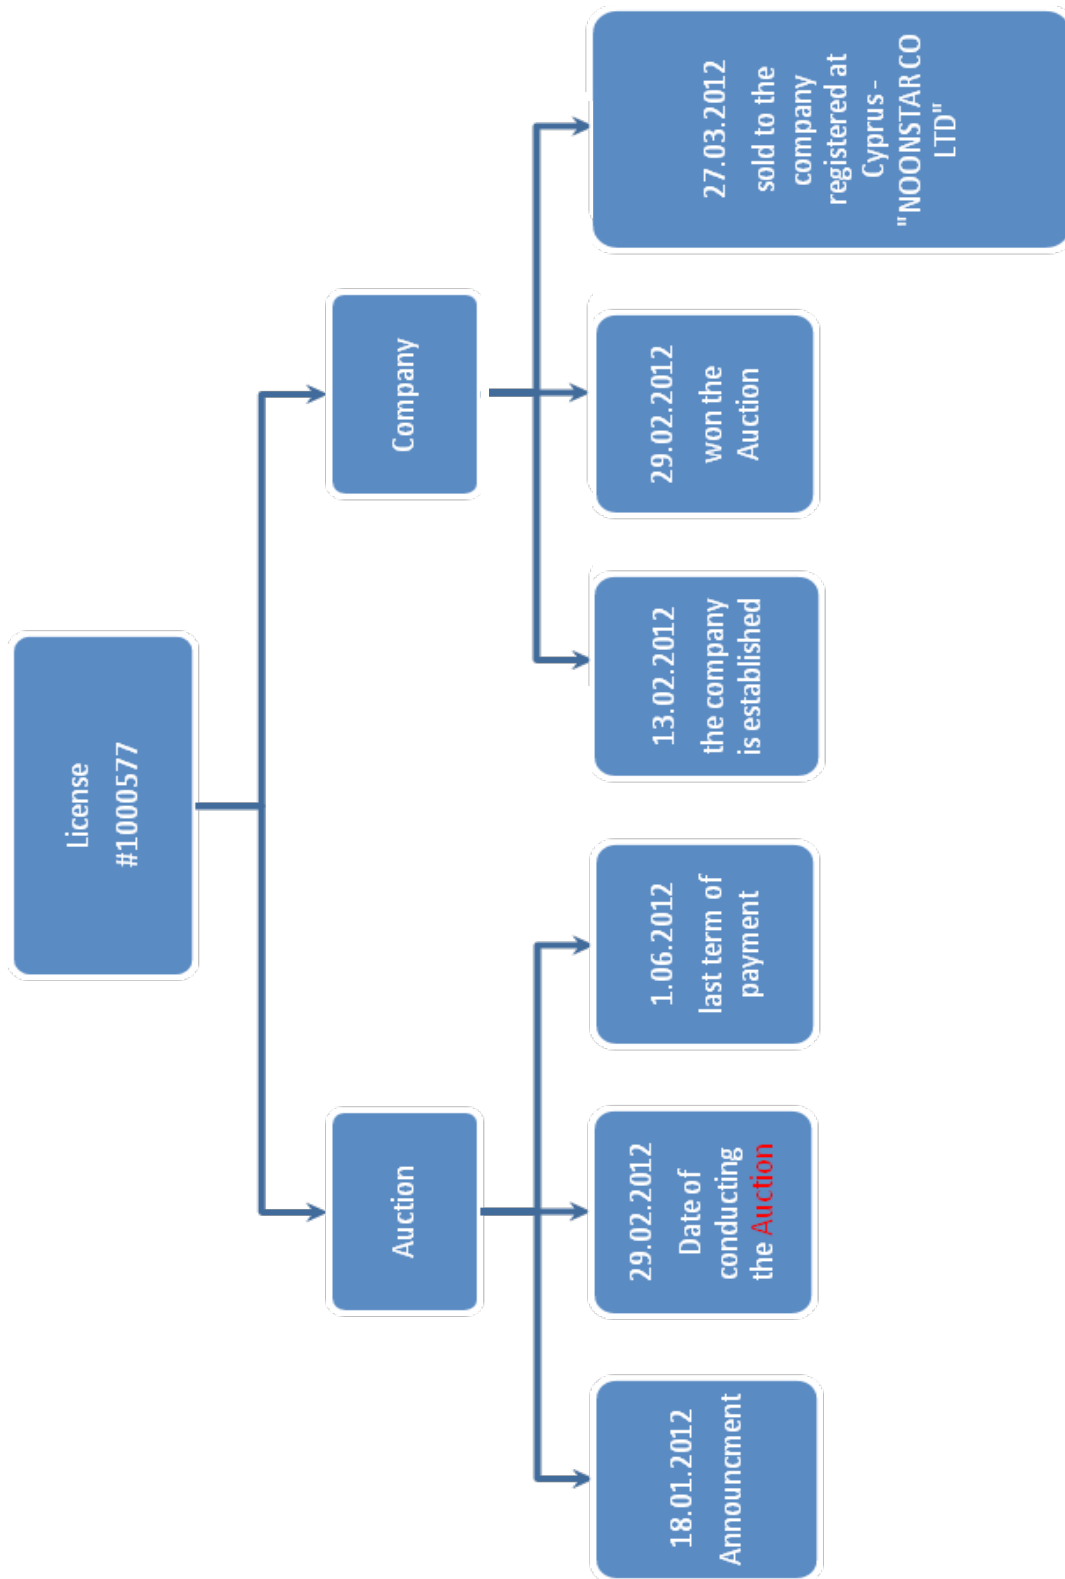 License
#1000577
Auction
Company
18.01.2012
Announcment
29.02.2012
Date of
conducting
the Auction
1.06.2012
last term of
payment
13.02.2012
the company
is established
29.02.2012
won the
Auction
27.03.2012
sold to the
company
registered at
Cyprus -
"NOONSTAR CO
LTD"